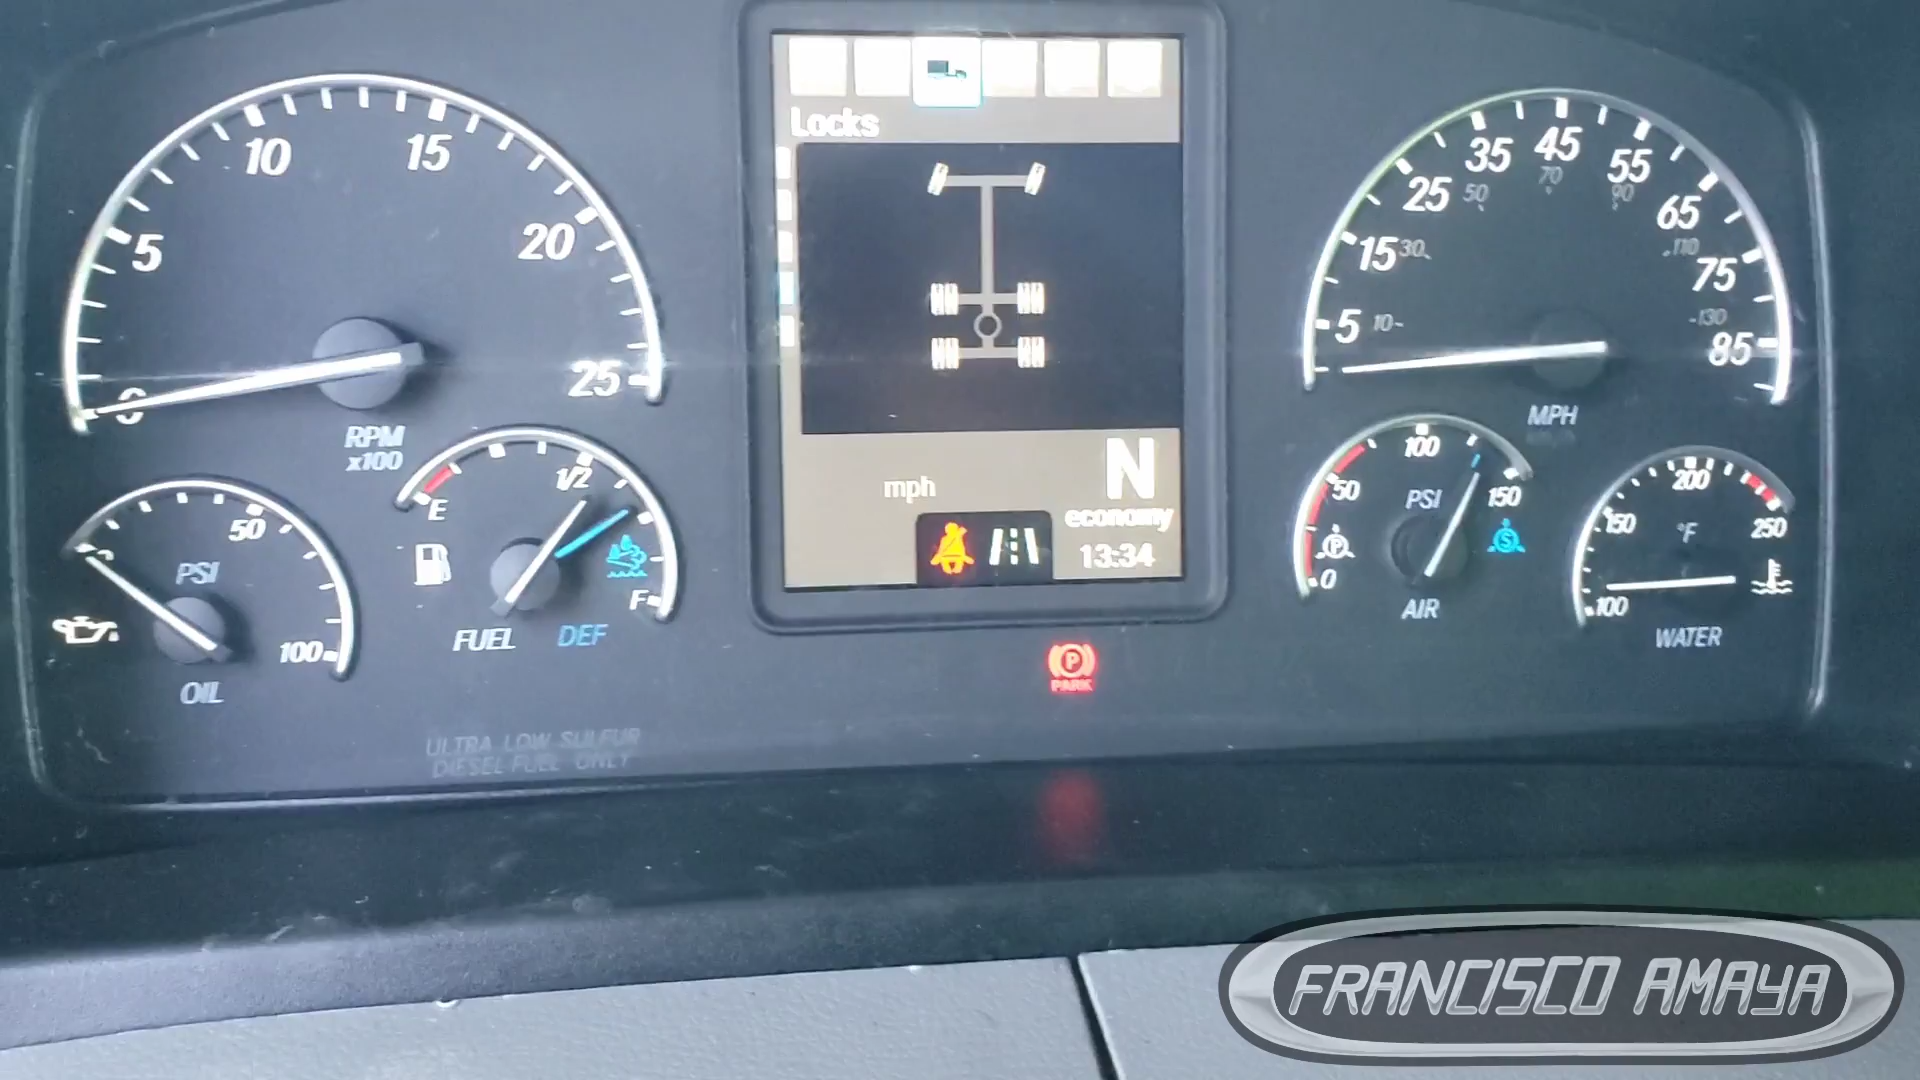 0
5
10
15
20
25
RPM
x100
50
100
PSI
OIL
E
1/2
F
FUEL
DEF
ULTRA LOW SULFUR
DIESEL FUEL ONLY
Locks
mph
N
economy
13:34
P
PARK
5
15
25
35
45
55
65
75
85
10
30
50
70
90
110
130
MPH
0
50
100
150
PSI
P
S
AIR
100
150
200
250
°F
WATER
FRANCISCO AMAYA